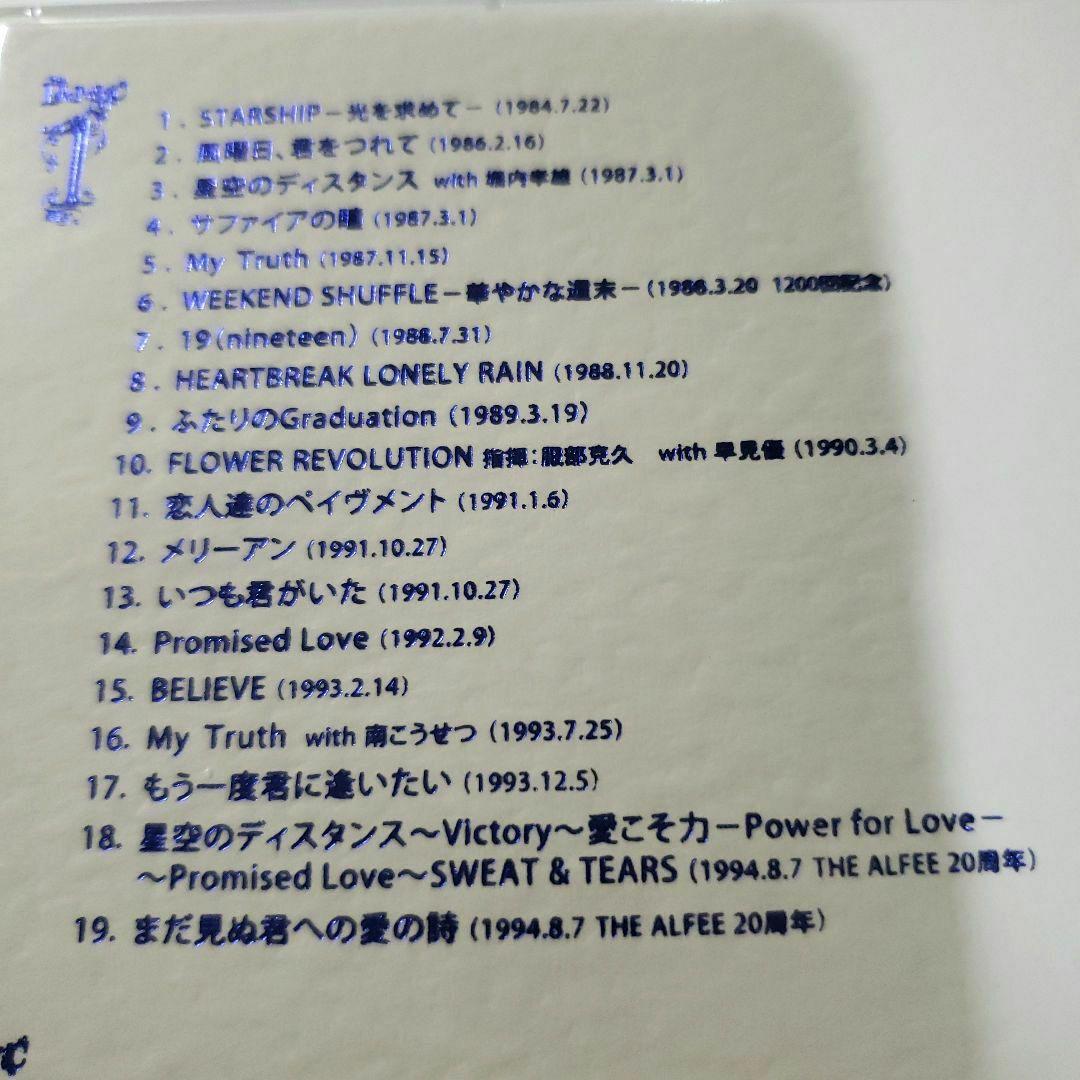 Disc
1
1. STARSHIP－光を求めて－ (1984.7.22)
2. 風曜日、君をつれて (1986.2.16)
3. 星空のディスタンス with 堀内孝雄 (1987.3.1)
4. サファイアの瞳 (1987.3.1)
5. My Truth (1987.11.15)
6. WEEKEND SHUFFLE－華やかな週末－ (1988.3.20 1200回記念)
7. 19(nineteen) (1988.7.31)
8. HEARTBREAK LONELY RAIN (1988.11.20)
9. ふたりのGraduation (1989.3.19)
10. FLOWER REVOLUTION 指揮：服部克久 with 早見優 (1990.3.4)
11. 恋人達のペイヴメント (1991.1.6)
12. メリーアン (1991.10.27)
13. いつも君がいた (1991.10.27)
14. Promised Love (1992.2.9)
15. BELIEVE (1993.2.14)
16. My Truth with 南こうせつ (1993.7.25)
17. もう一度君に逢いたい (1993.12.5)
18. 星空のディスタンス～Victory～愛こそ力－Power for Love－
～Promised Love～SWEAT & TEARS (1994.8.7 THE ALFEE 20周年)
19. まだ見ぬ君への愛の詩 (1994.8.7 THE ALFEE 20周年)